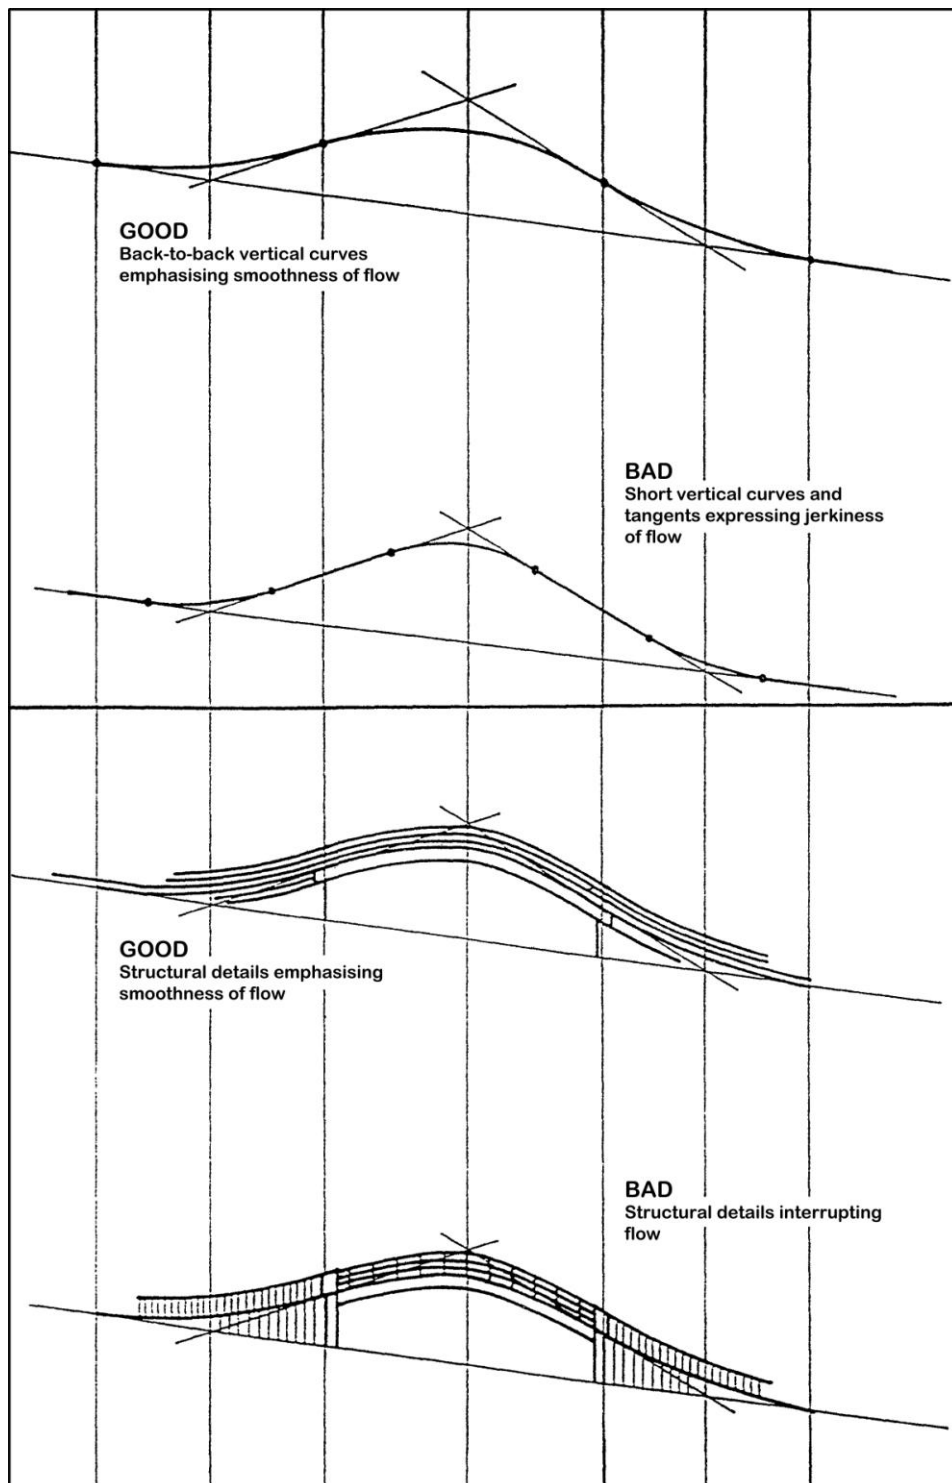 GOOD
Back-to-back vertical curves
emphasising smoothness of flow
BAD
Short vertical curves and
tangents expressing jerkiness
of flow
GOOD
Structural details emphasising
smoothness of flow
BAD
Structural details interrupting
flow